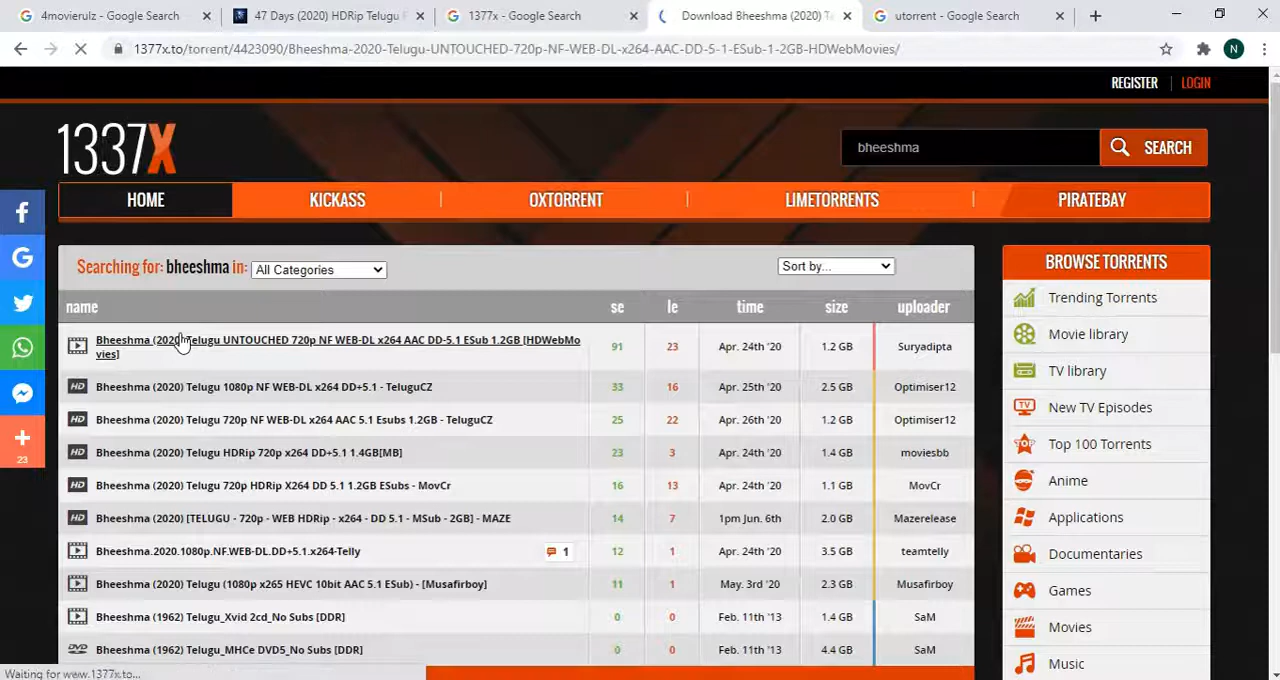 4movierulz - Google Search
47 Days (2020) HDRip Telugu F
1377x - Google Search
Download Bheeshma (2020) Te
utorrent - Google Search
1377x.to/torrent/4423090/Bheeshma-2020-Telugu-UNTOUCHED-720p-NF-WEB-DL-x264-AAC-DD-5-1-ESub-1-2GB-HDWebMovies/
N
REGISTER
LOGIN
1337X
bheeshma
SEARCH
HOME
KICKASS
OXTORRENT
LIMETORRENTS
PIRATEBAY
Searching for: bheeshma in:
All Categories
Sort by...
name se le time size uploader
Bheeshma (2020) Telugu UNTOUCHED 720p NF WEB-DL x264 AAC DD-5.1 ESub 1.2GB [HDWebMo
vies]
91 23 Apr. 24th '20 1.2 GB Suryadipta
Bheeshma (2020) Telugu 1080p NF WEB-DL x264 DD+5.1 - TeluguCZ 33 16 Apr. 25th '20 2.5 GB Optimiser12
Bheeshma (2020) Telugu 720p NF WEB-DL x264 AAC 5.1 Esubs 1.2GB - TeluguCZ 25 22 Apr. 26th '20 1.2 GB Optimiser12
Bheeshma (2020) Telugu HDRip 720p x264 DD+5.1 1.4GB[MB] 23 3 Apr. 24th '20 1.4 GB moviesbb
Bheeshma (2020) Telugu 720p HDRip X264 DD.5.1 1.2GB ESubs - MovCr 16 13 Apr. 24th '20 1.1 GB MovCr
Bheeshma (2020) [TELUGU - 720p - WEB HDRip - x264 - DD 5.1 - MSub - 2GB] - MAZE 14 7 1pm Jun. 6th 2.0 GB Mazerelease
Bheeshma.2020.1080p.NF.WEB-DL.DD+5.1.x264-Telly 1 12 1 Apr. 24th '20 3.5 GB teamtelly
Bheeshma (2020) Telugu (1080p x265 HEVC 10bit AAC 5.1 ESub) - [Musafirboy] 11 1 May. 3rd '20 2.3 GB Musafirboy
Bheeshma (1962) Telugu_Xvid 2cd_No Subs [DDR] 0 0 Feb. 11th '13 1.4 GB SaM
Bheeshma (1962) Telugu_MHCe DVD5_No Subs [DDR] 0 0 Feb. 11th '13 4.4 GB SaM
BROWSE TORRENTS
Trending Torrents
Movie library
TV library
New TV Episodes
Top 100 Torrents
Anime
Applications
Documentaries
Games
Movies
Music
23
HD
HD
HD
HD
HD
DVD
TV
TOP
Waiting for www.1377x.to...